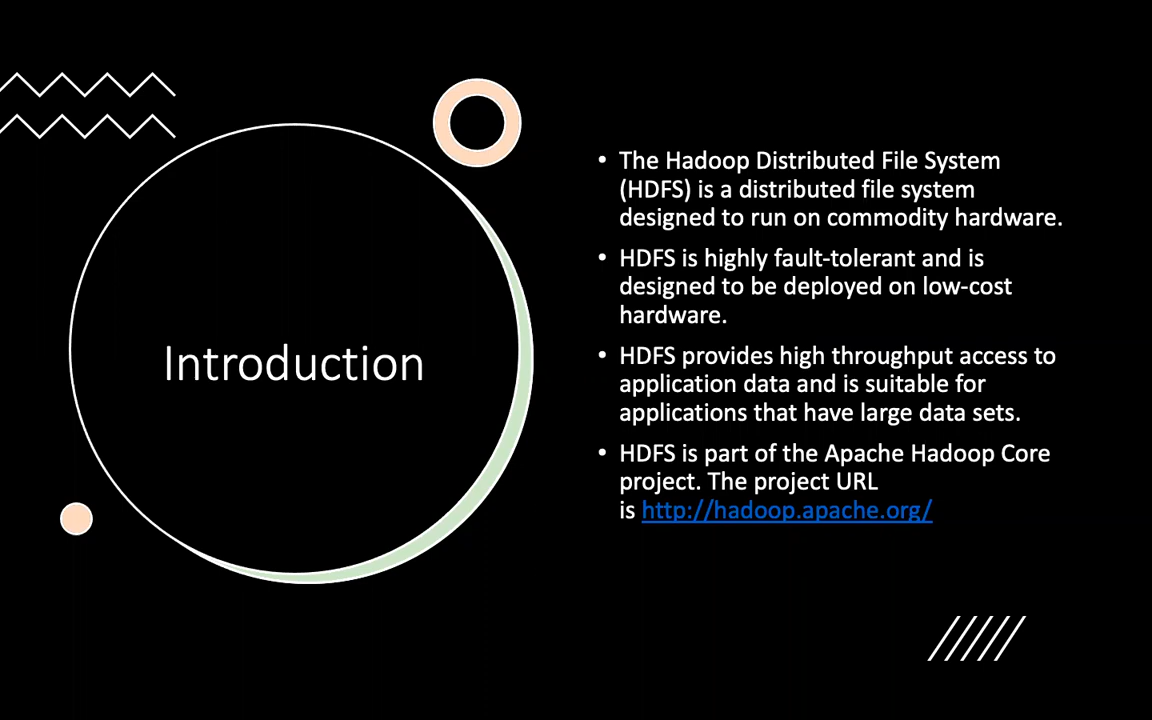 Introduction
• The Hadoop Distributed File System
(HDFS) is a distributed file system
designed to run on commodity hardware.
• HDFS is highly fault-tolerant and is
designed to be deployed on low-cost
hardware.
• HDFS provides high throughput access to
application data and is suitable for
applications that have large data sets.
• HDFS is part of the Apache Hadoop Core
project. The project URL
is http://hadoop.apache.org/